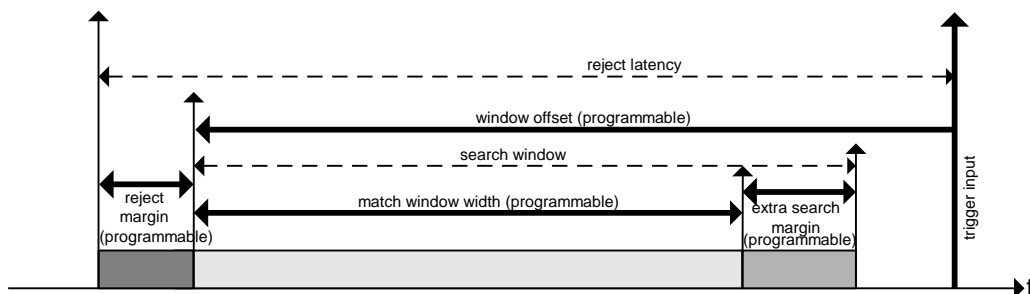 reject latency
window offset (programmable)
search window
reject
margin
(programmable)
match window width (programmable)
extra search
margin
(programmable)
trigger input
t